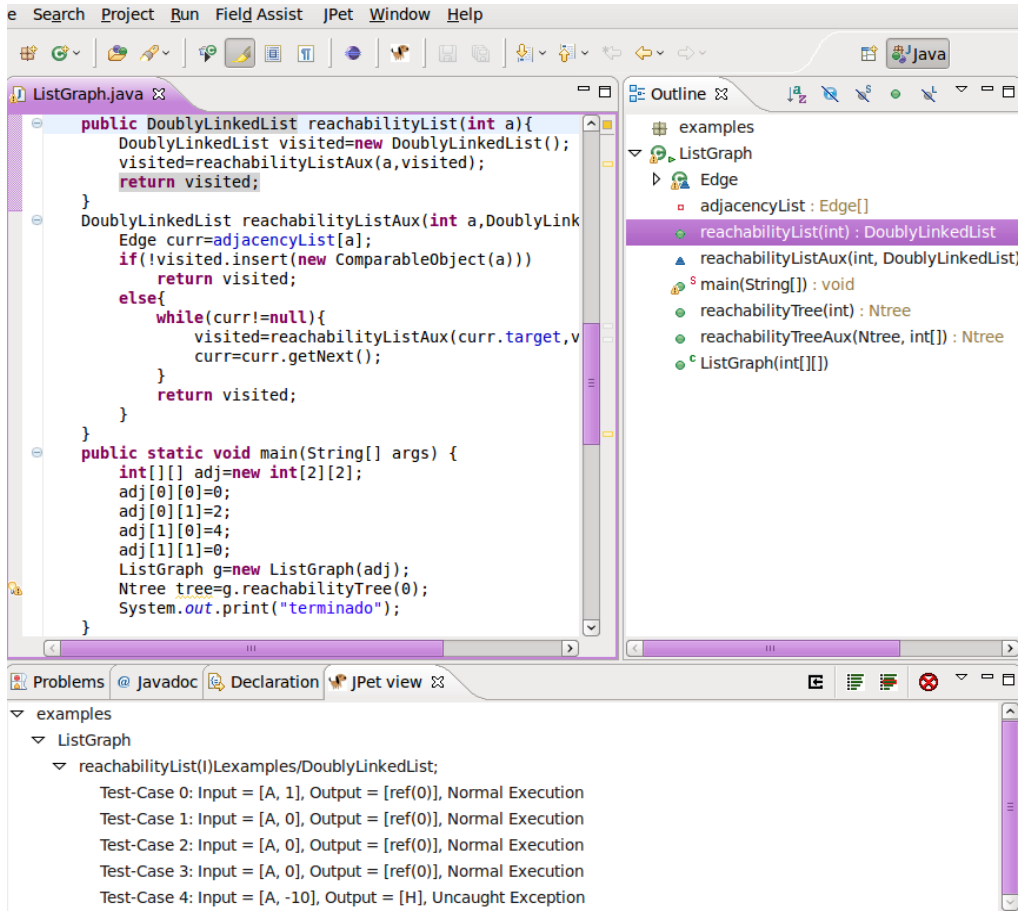 e Search Project Run Field Assist JPet Window Help
Java
ListGraph.java
public DoublyLinkedList reachabilityList(int a){
DoublyLinkedList visited=new DoublyLinkedList();
visited=reachabilityListAux(a,visited);
return visited;
}
DoublyLinkedList reachabilityListAux(int a,DoublyLink
Edge curr=adjacencyList[a];
if(!visited.insert(new ComparableObject(a)))
return visited;
else{
while(curr!=null){
visited=reachabilityListAux(curr.target,v
curr=curr.getNext();
}
return visited;
}
}
public static void main(String[] args) {
int[][] adj=new int[2][2];
adj[0][0]=0;
adj[0][1]=2;
adj[1][0]=4;
adj[1][1]=0;
ListGraph g=new ListGraph(adj);
Ntree tree=g.reachabilityTree(0);
System.out.print("terminado");
}
Outline
examples
ListGraph
Edge
adjacencyList : Edge[]
reachabilityList(int) : DoublyLinkedList
reachabilityListAux(int, DoublyLinkedList)
S main(String[]) : void
reachabilityTree(int) : Ntree
reachabilityTreeAux(Ntree, int[]) : Ntree
C ListGraph(int[][])
Problems @ Javadoc Declaration JPet view
examples
ListGraph
reachabilityList(I)Lexamples/DoublyLinkedList;
Test-Case 0: Input = [A, 1], Output = [ref(0)], Normal Execution
Test-Case 1: Input = [A, 0], Output = [ref(0)], Normal Execution
Test-Case 2: Input = [A, 0], Output = [ref(0)], Normal Execution
Test-Case 3: Input = [A, 0], Output = [ref(0)], Normal Execution
Test-Case 4: Input = [A, -10], Output = [H], Uncaught Exception